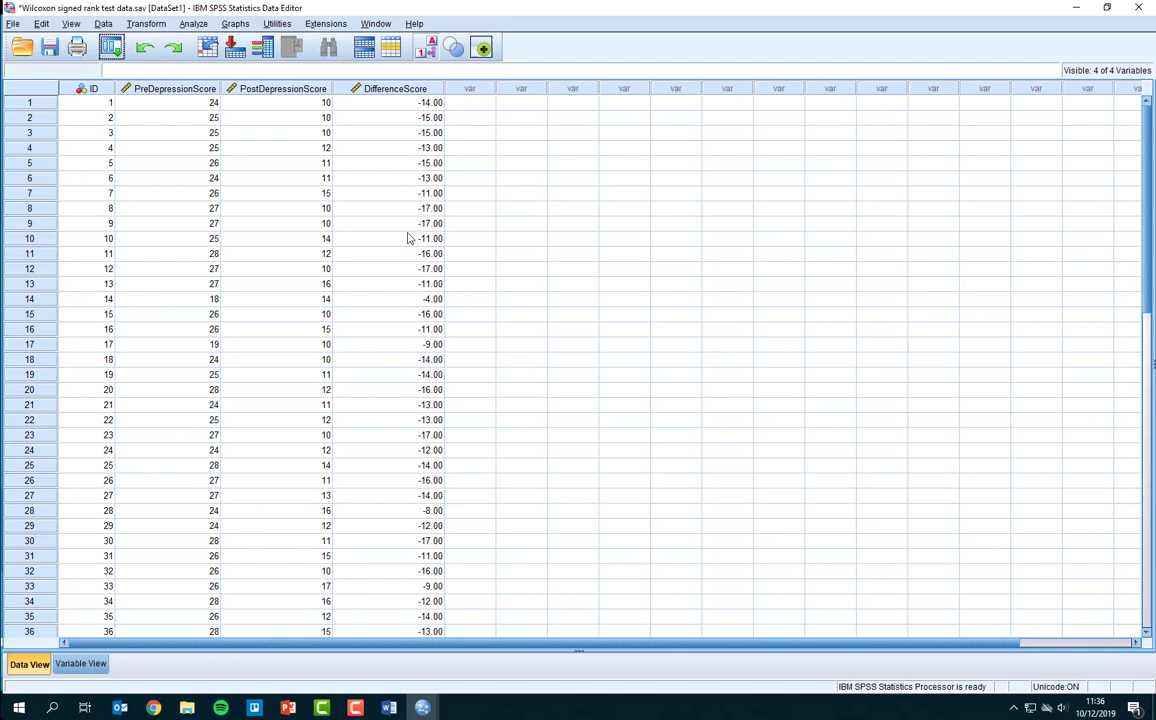 *Wilcoxon signed rank test data.sav [DataSet1] - IBM SPSS Statistics Data Editor
File Edit View Data Transform Analyze Graphs Utilities Extensions Window Help
Visible: 4 of 4 Variables
ID PreDepressionScore PostDepressionScore DifferenceScore var var var var var var var var var var var var var va
1 1 24 10 -14.00
2 2 25 10 -15.00
3 3 25 10 -15.00
4 4 25 12 -13.00
5 5 26 11 -15.00
6 6 24 11 -13.00
7 7 26 15 -11.00
8 8 27 10 -17.00
9 9 27 10 -17.00
10 10 25 14 -11.00
11 11 28 12 -16.00
12 12 27 10 -17.00
13 13 27 16 -11.00
14 14 18 14 -4.00
15 15 26 10 -16.00
16 16 26 15 -11.00
17 17 19 10 -9.00
18 18 24 10 -14.00
19 19 25 11 -14.00
20 20 28 12 -16.00
21 21 24 11 -13.00
22 22 25 12 -13.00
23 23 27 10 -17.00
24 24 24 12 -12.00
25 25 28 14 -14.00
26 26 27 11 -16.00
27 27 27 13 -14.00
28 28 24 16 -8.00
29 29 24 12 -12.00
30 30 28 11 -17.00
31 31 26 15 -11.00
32 32 26 10 -16.00
33 33 26 17 -9.00
34 34 28 16 -12.00
35 35 26 12 -14.00
36 36 28 15 -13.00
Data View Variable View
IBM SPSS Statistics Processor is ready Unicode:ON
11:36
10/12/2019